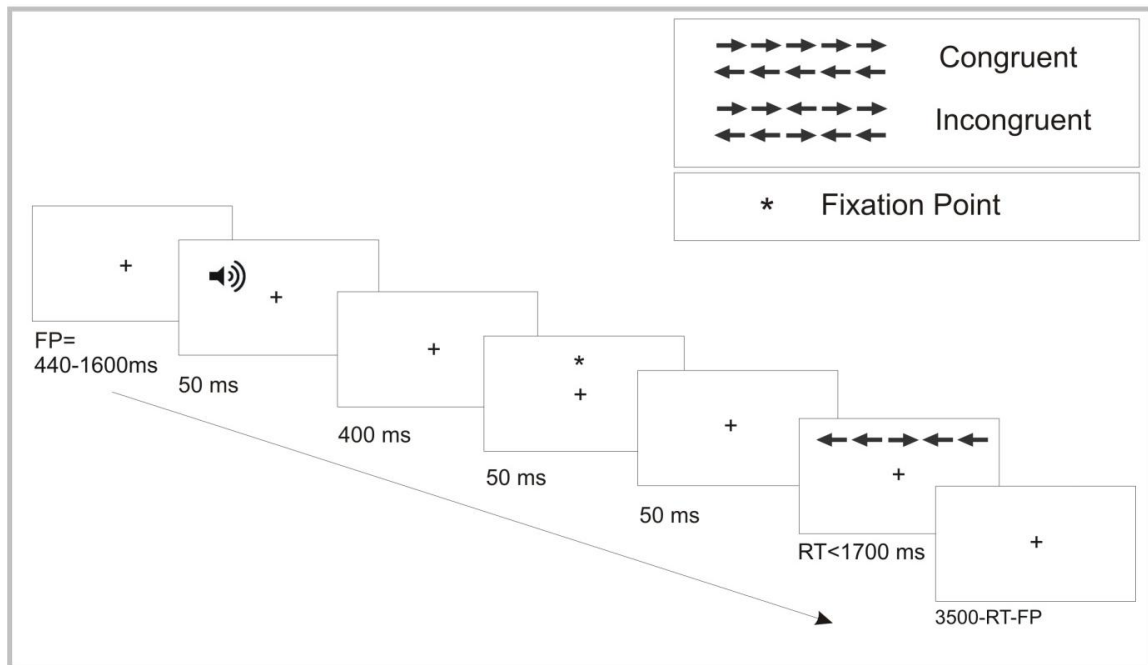 Congruent
Incongruent
* Fixation Point
FP=
440-1600ms
50 ms
400 ms
50 ms
50 ms
RT<1700 ms
3500-RT-FP